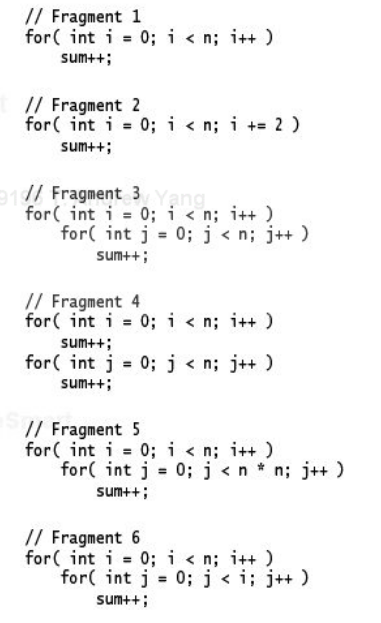 // Fragment 1
for( int i = 0; i < n; i++ )
sum++;
// Fragment 2
for( int i = 0; i < n; i += 2 )
sum++;
// Fragment 3
for( int i = 0; i < n; i++ )
for( int j = 0; j < n; j++ )
sum++;
// Fragment 4
for( int i = 0; i < n; i++ )
sum++;
for( int j = 0; j < n; j++ )
sum++;
// Fragment 5
for( int i = 0; i < n; i++ )
for( int j = 0; j < n * n; j++ )
sum++;
// Fragment 6
for( int i = 0; i < n; i++ )
for( int j = 0; j < i; j++ )
sum++;